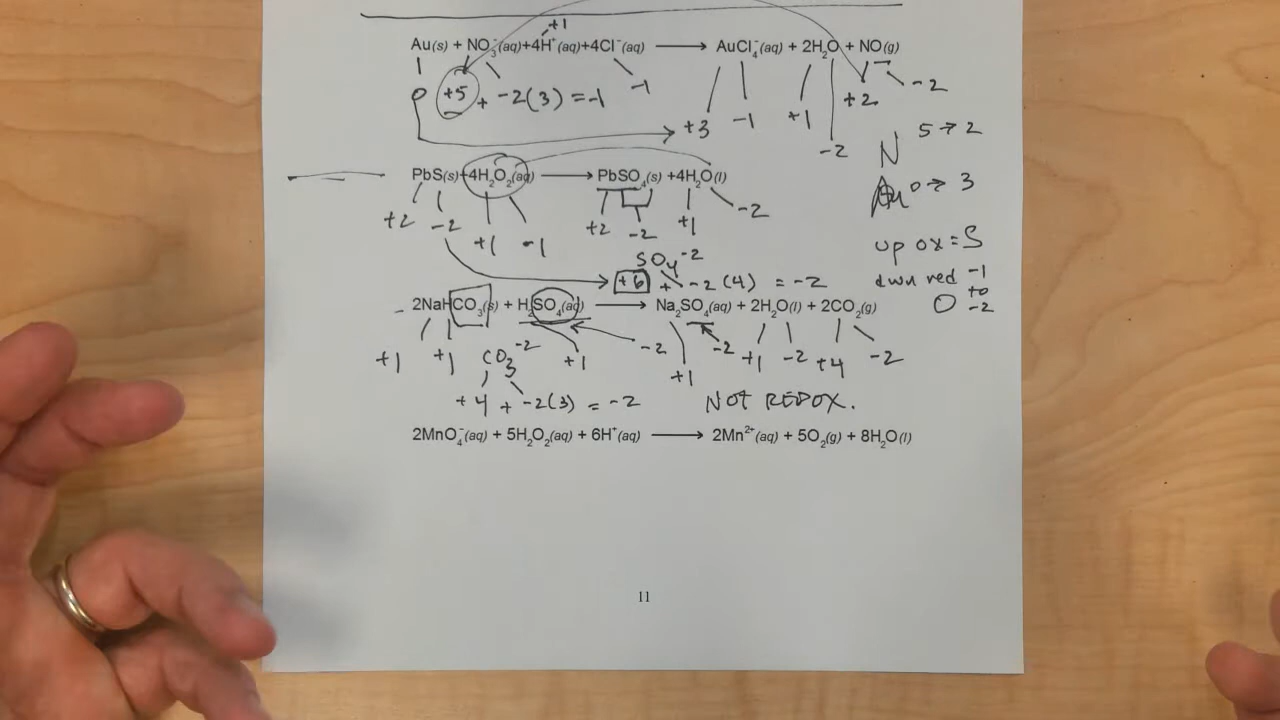 +1
Au(s) + NO₃⁻(aq)+4H⁺(aq)+4Cl⁻(aq) ⟶ AuCl₄⁻(aq) + 2H₂O + NO(g)
0 +5 + -2(3) = -1 -1 +3 -1 +1 -2 +2 -2
N 5→2
PbS(s)+4H₂O₂(aq) ⟶ PbSO₄(s) +4H₂O(l)
Au 0→3
+2 -2 +1 -1 +2 -2 +1 -2
up ox = S
SO₄⁻²
+6 + -2(4) = -2
dwn red -1
O to
-2
2NaHCO₃(s) + H₂SO₄(aq) ⟶ Na₂SO₄(aq) + 2H₂O(l) + 2CO₂(g)
+1 +1 CO₃⁻² +1 -2 +1 -2 +1 -2 +4 -2
+4 + -2(3) = -2 NOT REDOX.
2MnO₄⁻(aq) + 5H₂O₂(aq) + 6H⁺(aq) ⟶ 2Mn²⁺(aq) + 5O₂(g) + 8H₂O(l)
11